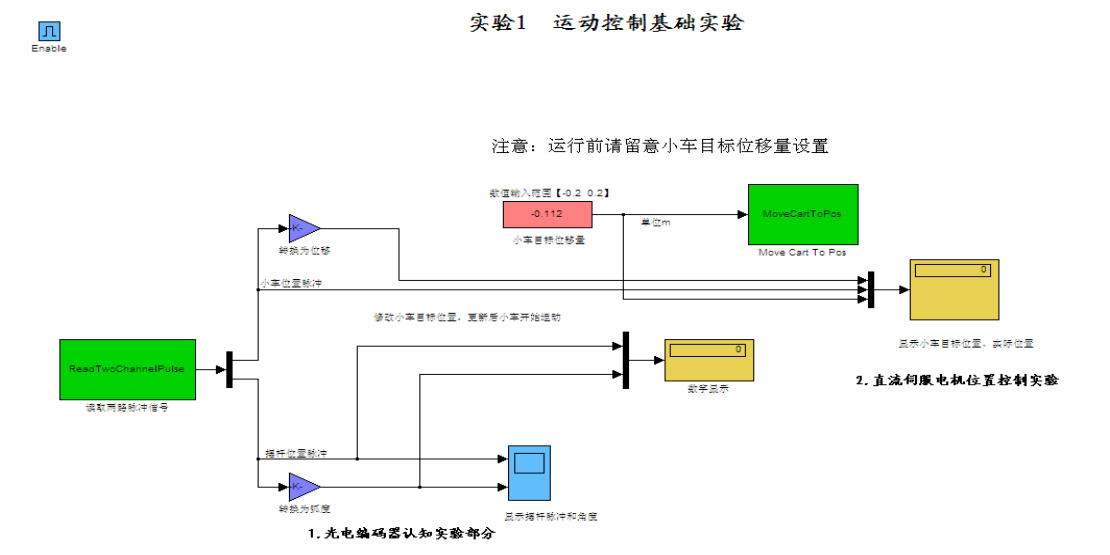 实验1 运动控制基础实验
Enable
注意：运行前请留意小车目标位移量设置
数值输入范围【-0.2 0.2】
-0.112
小车目标位移量
单位m
MoveCartToPos
Move Cart To Pos
K-
转换为位移
小车位置脉冲
0
显示小车目标位置、实际位置
修改小车目标位置，更新后小车开始运动
2.直流伺服电机位置控制实验
ReadTwoChannelPulse
读取两路脉冲信号
0
数字显示
摆杆位置脉冲
K-
转换为弧度
显示摆杆脉冲和角度
1.光电编码器认知实验部分